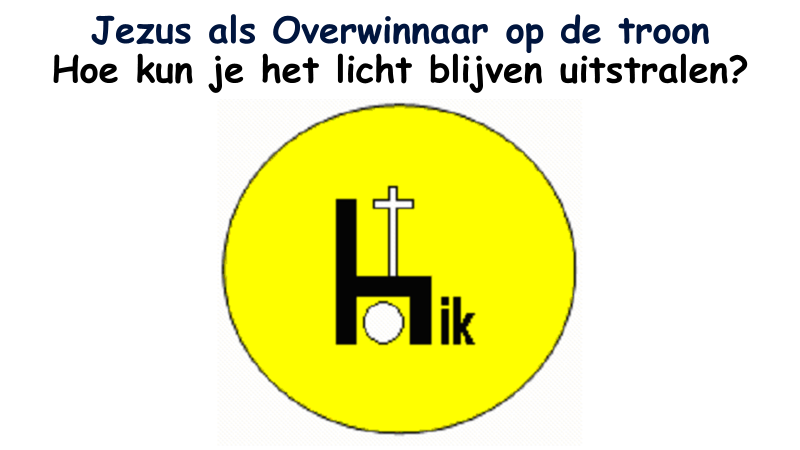 Jezus als Overwinnaar op de troon
Hoe kun je het licht blijven uitstralen?
ik